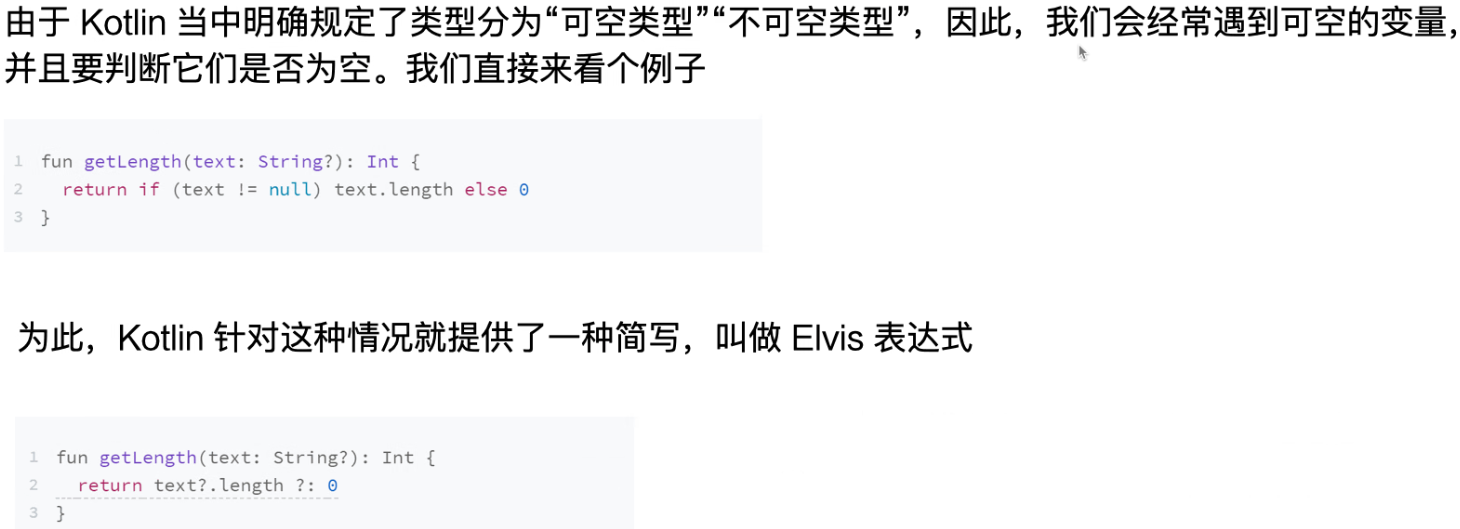 由于 Kotlin 当中明确规定了类型分为“可空类型”“不可空类型”，因此，我们会经常遇到可空的变量，
并且要判断它们是否为空。我们直接来看个例子
1 fun getLength(text: String?): Int {
2   return if (text != null) text.length else 0
3 }
为此，Kotlin 针对这种情况就提供了一种简写，叫做 Elvis 表达式
1 fun getLength(text: String?): Int {
2   return text?.length ?: 0
3 }